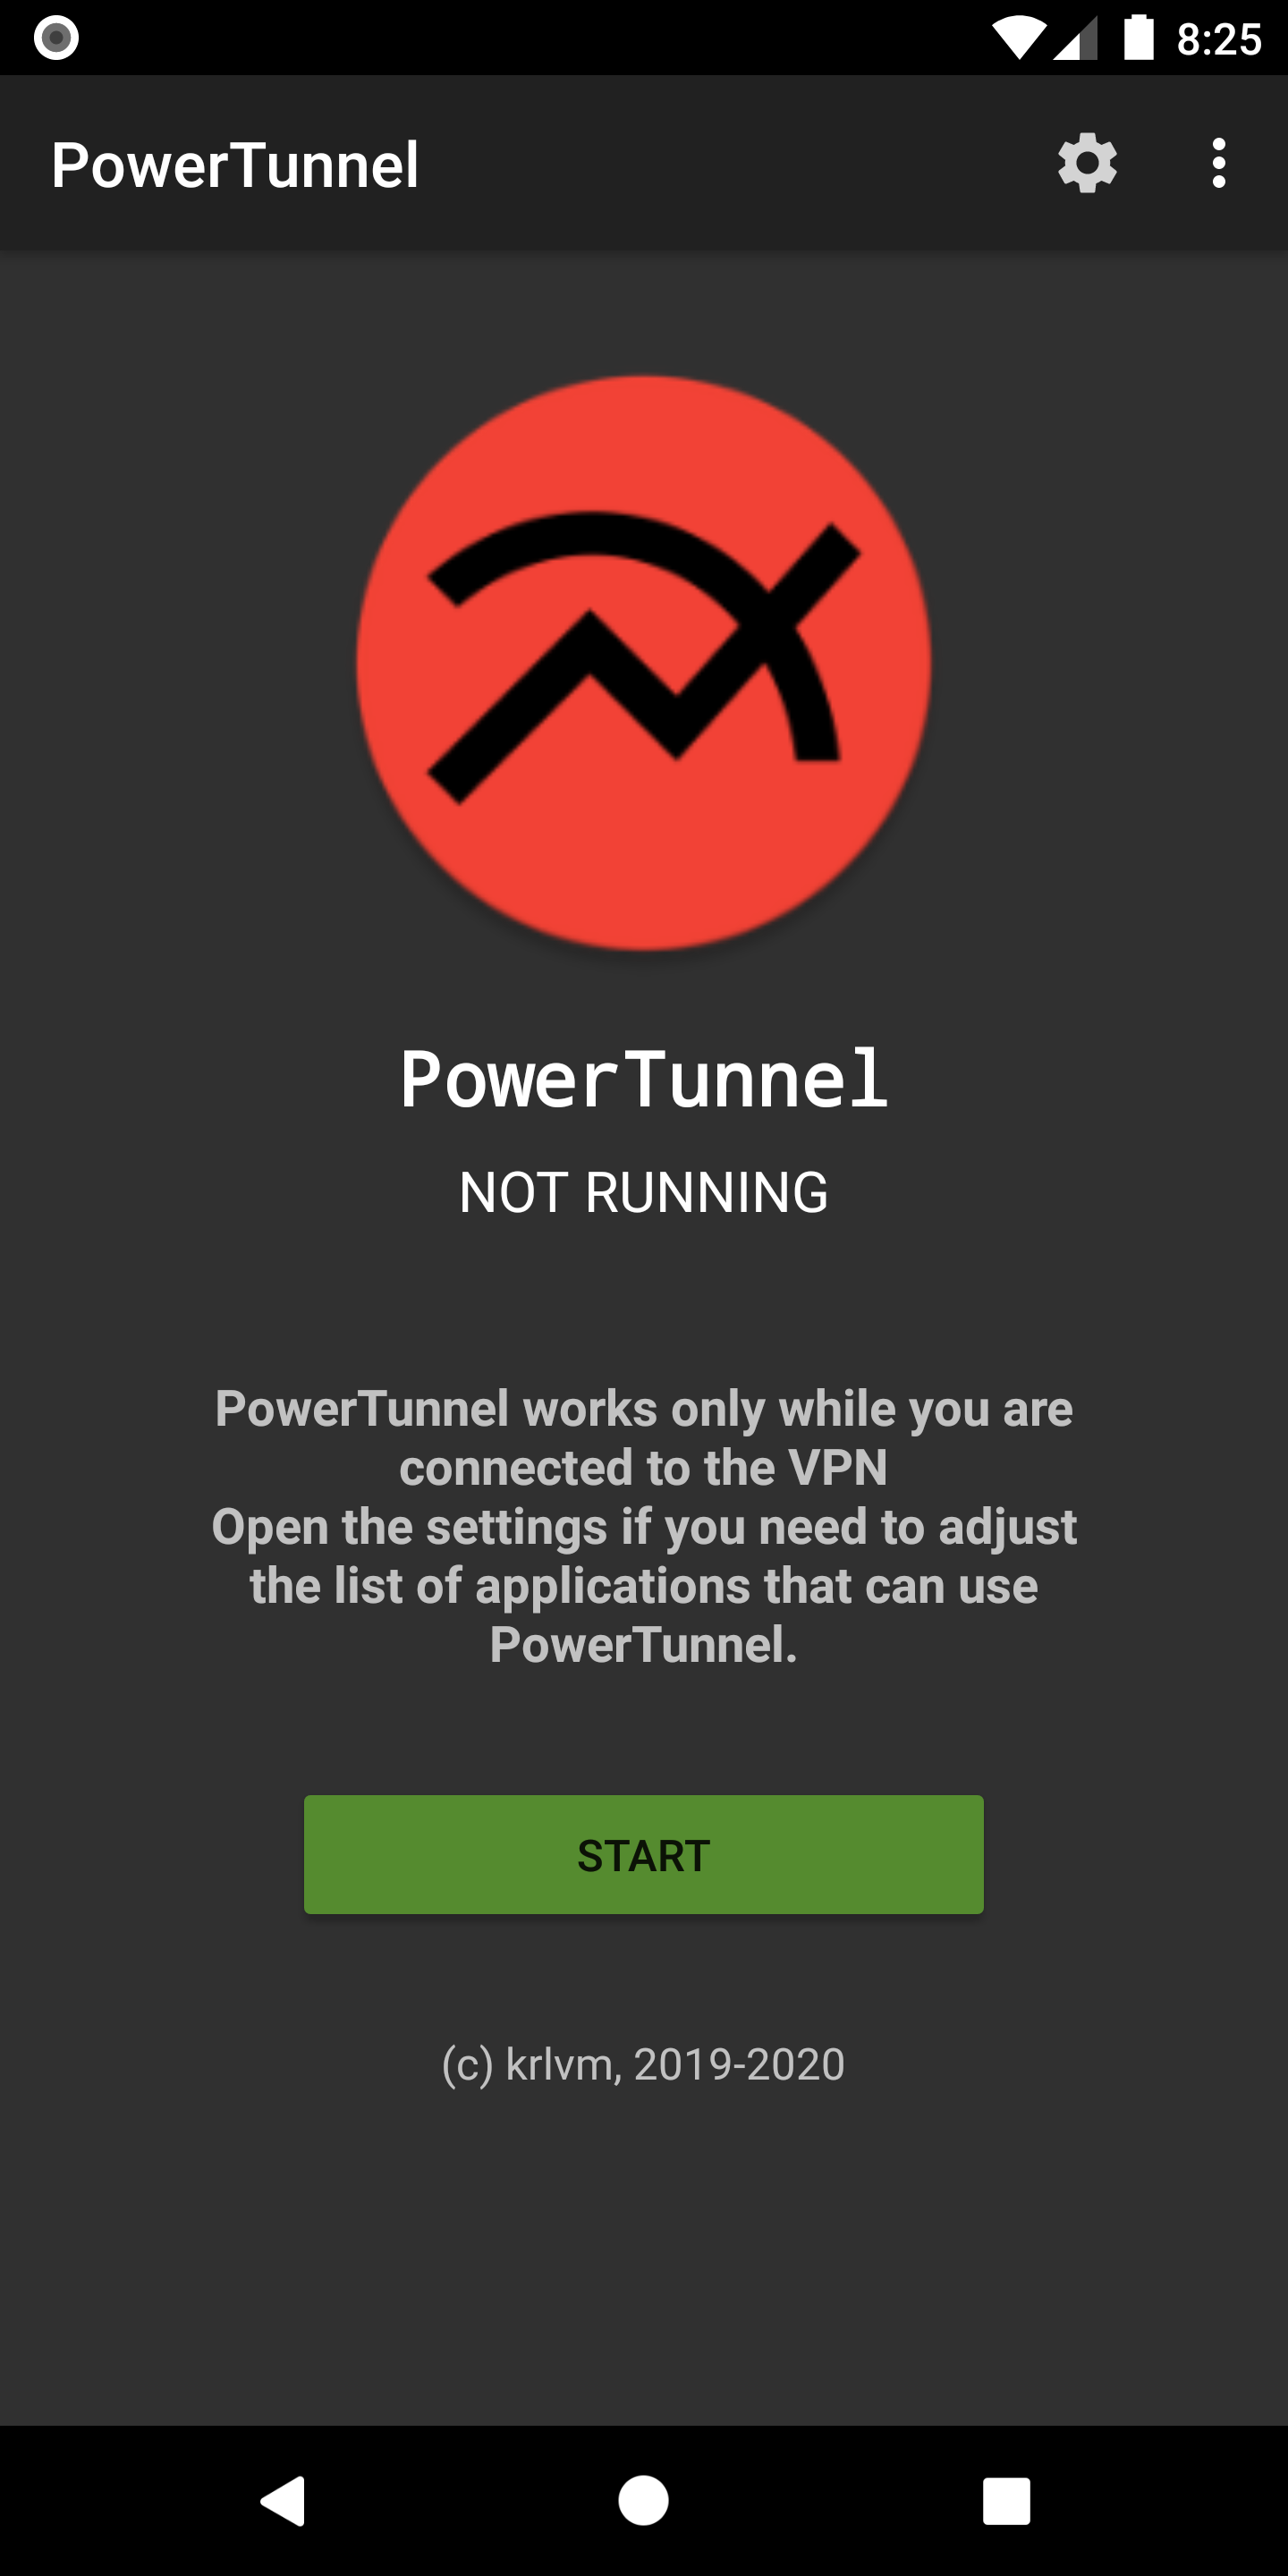 8:25
PowerTunnel
PowerTunnel
NOT RUNNING
PowerTunnel works only while you are
connected to the VPN
Open the settings if you need to adjust
the list of applications that can use
PowerTunnel.
START
(c) krlvm, 2019-2020